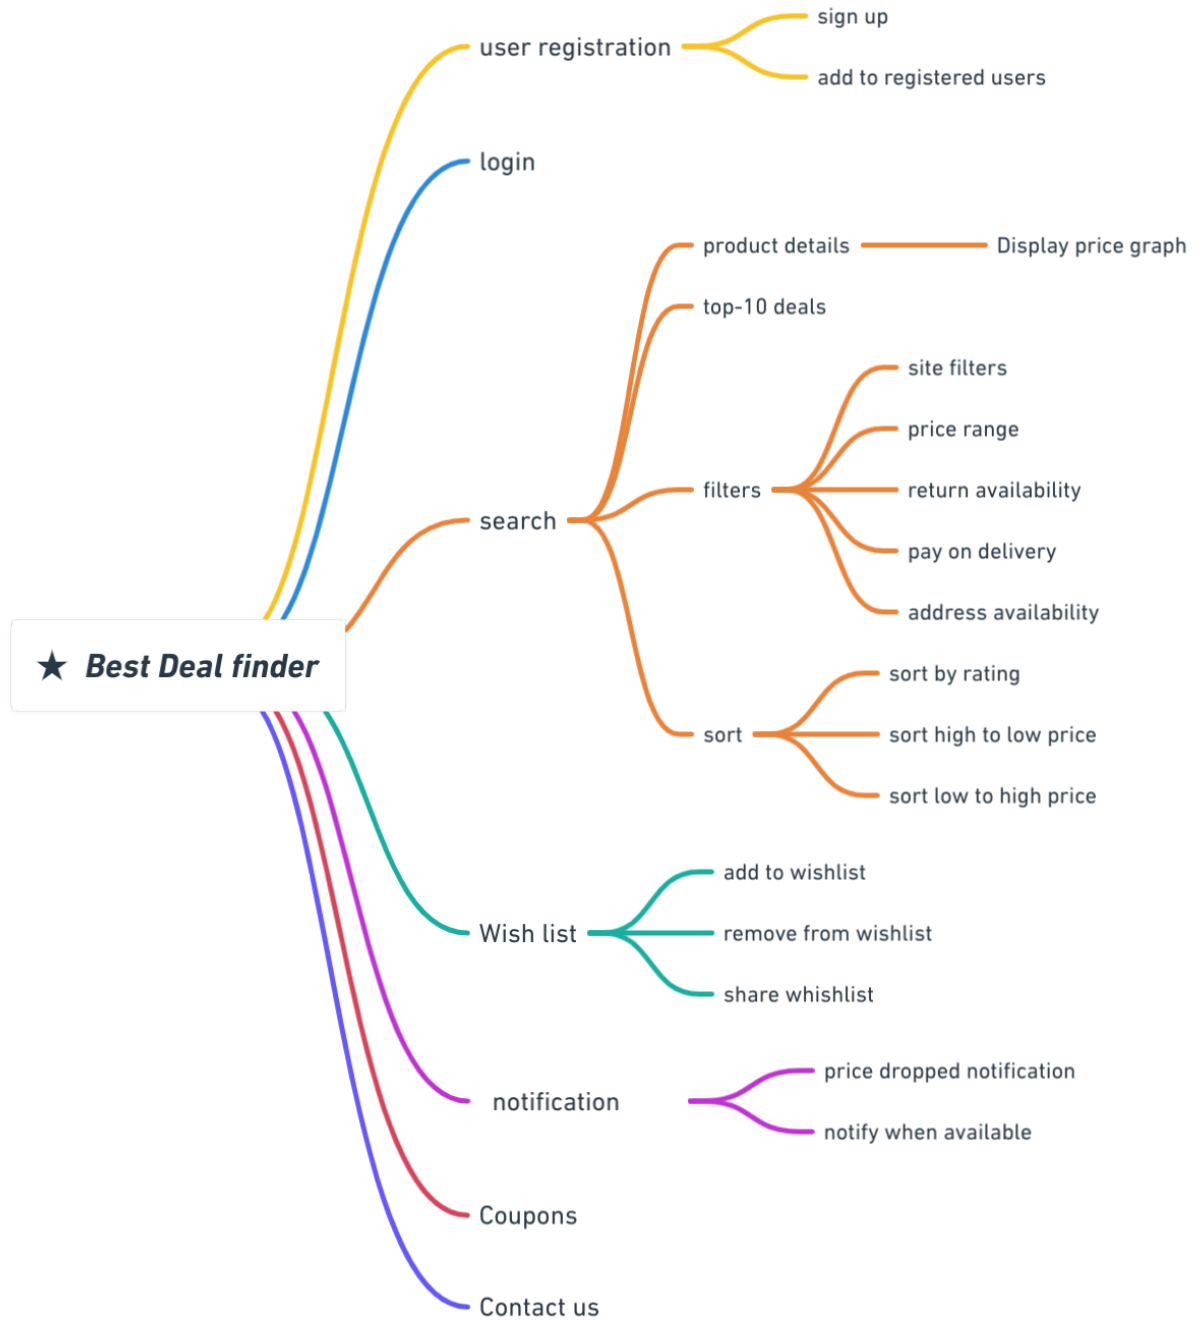 sign up
user registration
add to registered users
login
product details
Display price graph
top-10 deals
site filters
price range
filters
return availability
search
pay on delivery
address availability
★ Best Deal finder
sort by rating
sort
sort high to low price
sort low to high price
add to wishlist
Wish list
remove from wishlist
share whishlist
price dropped notification
notification
notify when available
Coupons
Contact us